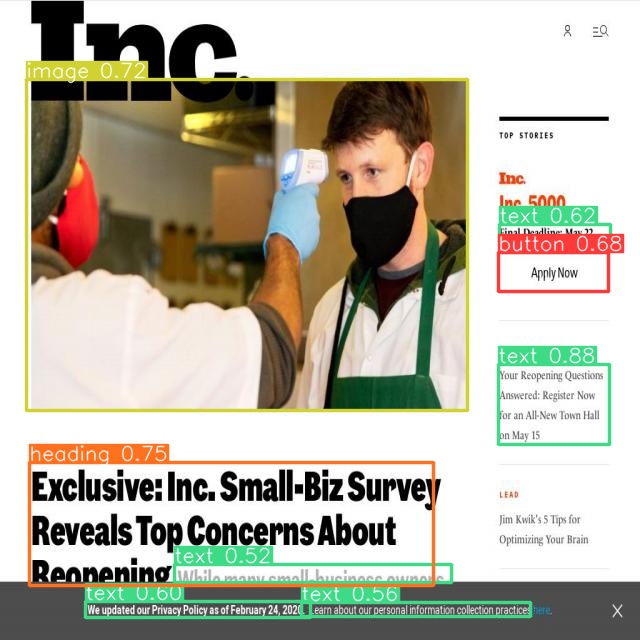 Inc.
image 0.72
TOP STORIES
Inc.
Inc. 5000
text 0.62
Final Deadline: May 22
button 0.68
Apply Now
text 0.88
Your Reopening Questions
Answered: Register Now
for an All-New Town Hall
on May 15
LEAD
Jim Kwik's 5 Tips for
Optimizing Your Brain
heading 0.75
Exclusive: Inc. Small-Biz Survey
Reveals Top Concerns About
Reopening
text 0.52
While many small-business owners
text 0.60
text 0.56
We updated our Privacy Policy as of February 24, 2020. Learn about our personal information collection practices here.
X